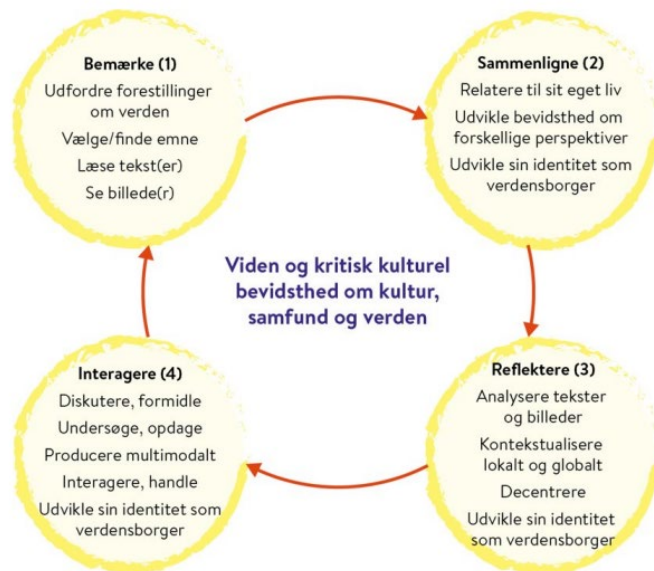 Bemærke (1)
Udfordre forestillinger
om verden
Vælge/finde emne
Læse tekst(er)
Se billede(r)
Sammenligne (2)
Relatere til sit eget liv
Udvikle bevidsthed om
forskellige perspektiver
Udvikle sin identitet som
verdensborger
Viden og kritisk kulturel
bevidsthed om kultur,
samfund og verden
Reflektere (3)
Analysere tekster
og billeder
Kontekstualisere
lokalt og globalt
Decentrere
Udvikle sin identitet
som verdensborger
Interagere (4)
Diskutere, formidle
Undersøge, opdage
Producere multimodalt
Interagere, handle
Udvikle sin identitet som
verdensborger